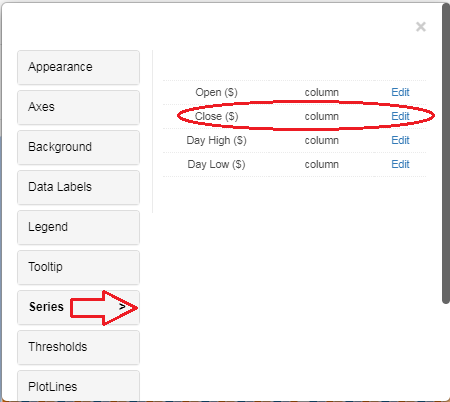 ×
Appearance
Axes
Background
Data Labels
Legend
Tooltip
Series >
Thresholds
PlotLines
Open ($) column Edit
Close ($) column Edit
Day High ($) column Edit
Day Low ($) column Edit